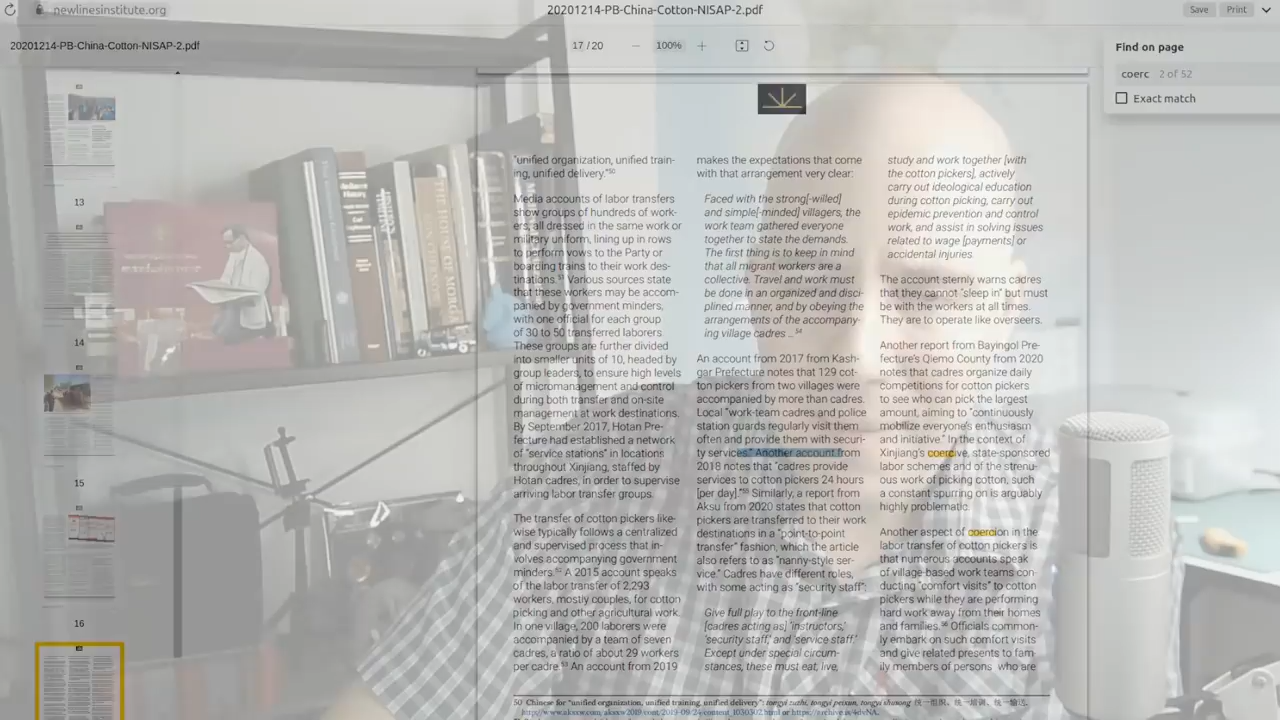 newlinesinstitute.org
20201214-PB-China-Cotton-NISAP-2.pdf
Save
Print
20201214-PB-China-Cotton-NISAP-2.pdf
17 / 20
100%
Find on page
coerc 2 of 52
Exact match
13
14
15
16
THE HOUSE OF MORGAN
"unified organization, unified train-
ing, unified delivery."50
Media accounts of labor transfers
show groups of hundreds of work-
ers, all dressed in the same work or
military uniform, lining up in rows
to perform vows to the Party or
boarding trains to their work des-
tinations.51 Various sources state
that these workers may be accom-
panied by government minders,
with one official for each group
of 30 to 50 transferred laborers.
These groups are further divided
into smaller units of 10, headed by
group leaders, to ensure high levels
of micromanagement and control
during both transfer and on-site
management at work destinations.
By September 2017, Hotan Pre-
fecture had established a network
of "service stations" in locations
throughout Xinjiang, staffed by
Hotan cadres, in order to supervise
arriving labor transfer groups.
The transfer of cotton pickers like-
wise typically follows a centralized
and supervised process that in-
volves accompanying government
minders.52 A 2015 account speaks
of the labor transfer of 2,293
workers, mostly couples, for cotton
picking and other agricultural work.
In one village, 200 laborers were
accompanied by a team of seven
cadres, a ratio of about 29 workers
per cadre.53 An account from 2019
makes the expectations that come
with that arrangement very clear:
Faced with the strong[-willed]
and simple[-minded] villagers, the
work team gathered everyone
together to state the demands.
The first thing is to keep in mind
that all migrant workers are a
collective. Travel and work must
be done in an organized and disci-
plined manner, and by obeying the
arrangements of the accompany-
ing village cadres ...54
An account from 2017 from Kash-
gar Prefecture notes that 129 cot-
ton pickers from two villages were
accompanied by more than cadres.
Local "work-team cadres and police
station guards regularly visit them
often and provide them with securi-
ty services." Another account from
2018 notes that "cadres provide
services to cotton pickers 24 hours
[per day]."55 Similarly, a report from
Aksu from 2020 states that cotton
pickers are transferred to their work
destinations in a "point-to-point
transfer" fashion, which the article
also refers to as "nanny-style ser-
vice." Cadres have different roles,
with some acting as "security staff":
Give full play to the front-line
[cadres acting as] 'instructors,'
'security staff,' and 'service staff.'
Except under special circum-
stances, these must eat, live,
study and work together [with
the cotton pickers], actively
carry out ideological education
during cotton picking, carry out
epidemic prevention and control
work, and assist in solving issues
related to wage [payments] or
accidental injuries.
The account sternly warns cadres
that they cannot "sleep in" but must
be with the workers at all times.
They are to operate like overseers.
Another report from Bayingol Pre-
fecture's Qiemo County from 2020
notes that cadres organize daily
competitions for cotton pickers
to see who can pick the largest
amount, aiming to "continuously
mobilize everyone's enthusiasm
and initiative." In the context of
Xinjiang's coercive, state-sponsored
labor schemes and of the strenu-
ous work of picking cotton, such
a constant spurring on is arguably
highly problematic.
Another aspect of coercion in the
labor transfer of cotton pickers is
that numerous accounts speak
of village-based work teams con-
ducting "comfort visits" to cotton
pickers while they are performing
hard work away from their homes
and families.56 Officials common-
ly embark on such comfort visits
and give related presents to fam-
ily members of persons who are
50 Chinese for "unified organization, unified training, unified delivery": tongyi zuzhi, tongyi peixun, tongyi shusong 统一组织、统一培训、统一输送.